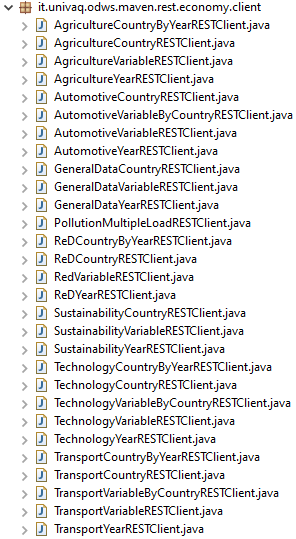 it.univaq.odws.maven.rest.economy.client
AgricultureCountryByYearRESTClient.java
AgricultureCountryRESTClient.java
AgricultureVariableRESTClient.java
AgricultureYearRESTClient.java
AutomotiveCountryRESTClient.java
AutomotiveVariableByCountryRESTClient.java
AutomotiveVariableRESTClient.java
AutomotiveYearRESTClient.java
GeneralDataCountryRESTClient.java
GeneralDataVariableRESTClient.java
GeneralDataYearRESTClient.java
PollutionMultipleLoadRESTClient.java
ReDCountryByYearRESTClient.java
ReDCountryRESTClient.java
RedVariableRESTClient.java
ReDYearRESTClient.java
SustainabilityCountryRESTClient.java
SustainabilityVariableRESTClient.java
SustainabilityYearRESTClient.java
TechnologyCountryByYearRESTClient.java
TechnologyCountryRESTClient.java
TechnologyVariableByCountryRESTClient.java
TechnologyVariableRESTClient.java
TechnologyYearRESTClient.java
TransportCountryByYearRESTClient.java
TransportCountryRESTClient.java
TransportVariableByCountryRESTClient.java
TransportVariableRESTClient.java
TransportYearRESTClient.java